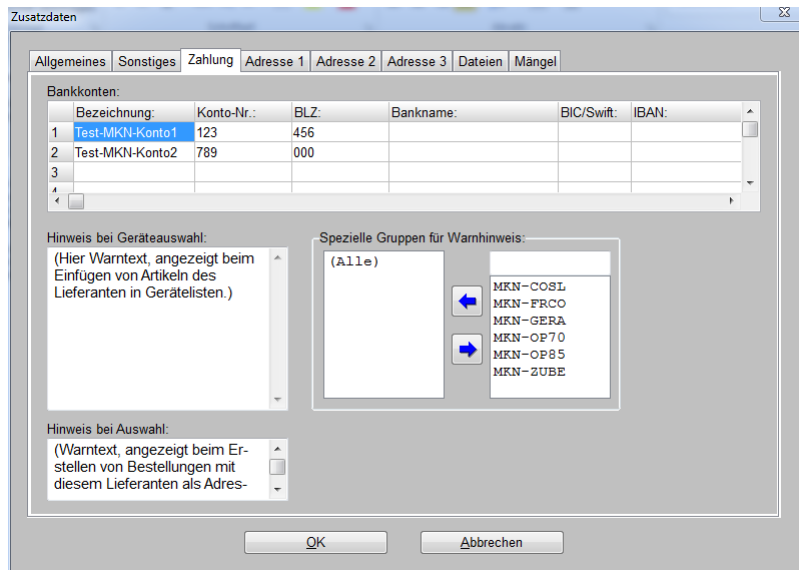 Zusatzdaten
Allgemeines Sonstiges Zahlung Adresse 1 Adresse 2 Adresse 3 Dateien Mängel
Bankkonten:
Bezeichnung: Konto-Nr.: BLZ: Bankname: BIC/Swift: IBAN:
1 Test-MKN-Konto1 123 456
2 Test-MKN-Konto2 789 000
3
4
Hinweis bei Geräteauswahl:
(Hier Warntext, angezeigt beim
Einfügen von Artikeln des
Lieferanten in Gerätelisten.)
Spezielle Gruppen für Warnhinweis:
(Alle)
MKN-COSL
MKN-FRCO
MKN-GERA
MKN-OP70
MKN-OP85
MKN-ZUBE
Hinweis bei Auswahl:
(Warntext, angezeigt beim Er-
stellen von Bestellungen mit
diesem Lieferanten als Adres-
OK Abbrechen